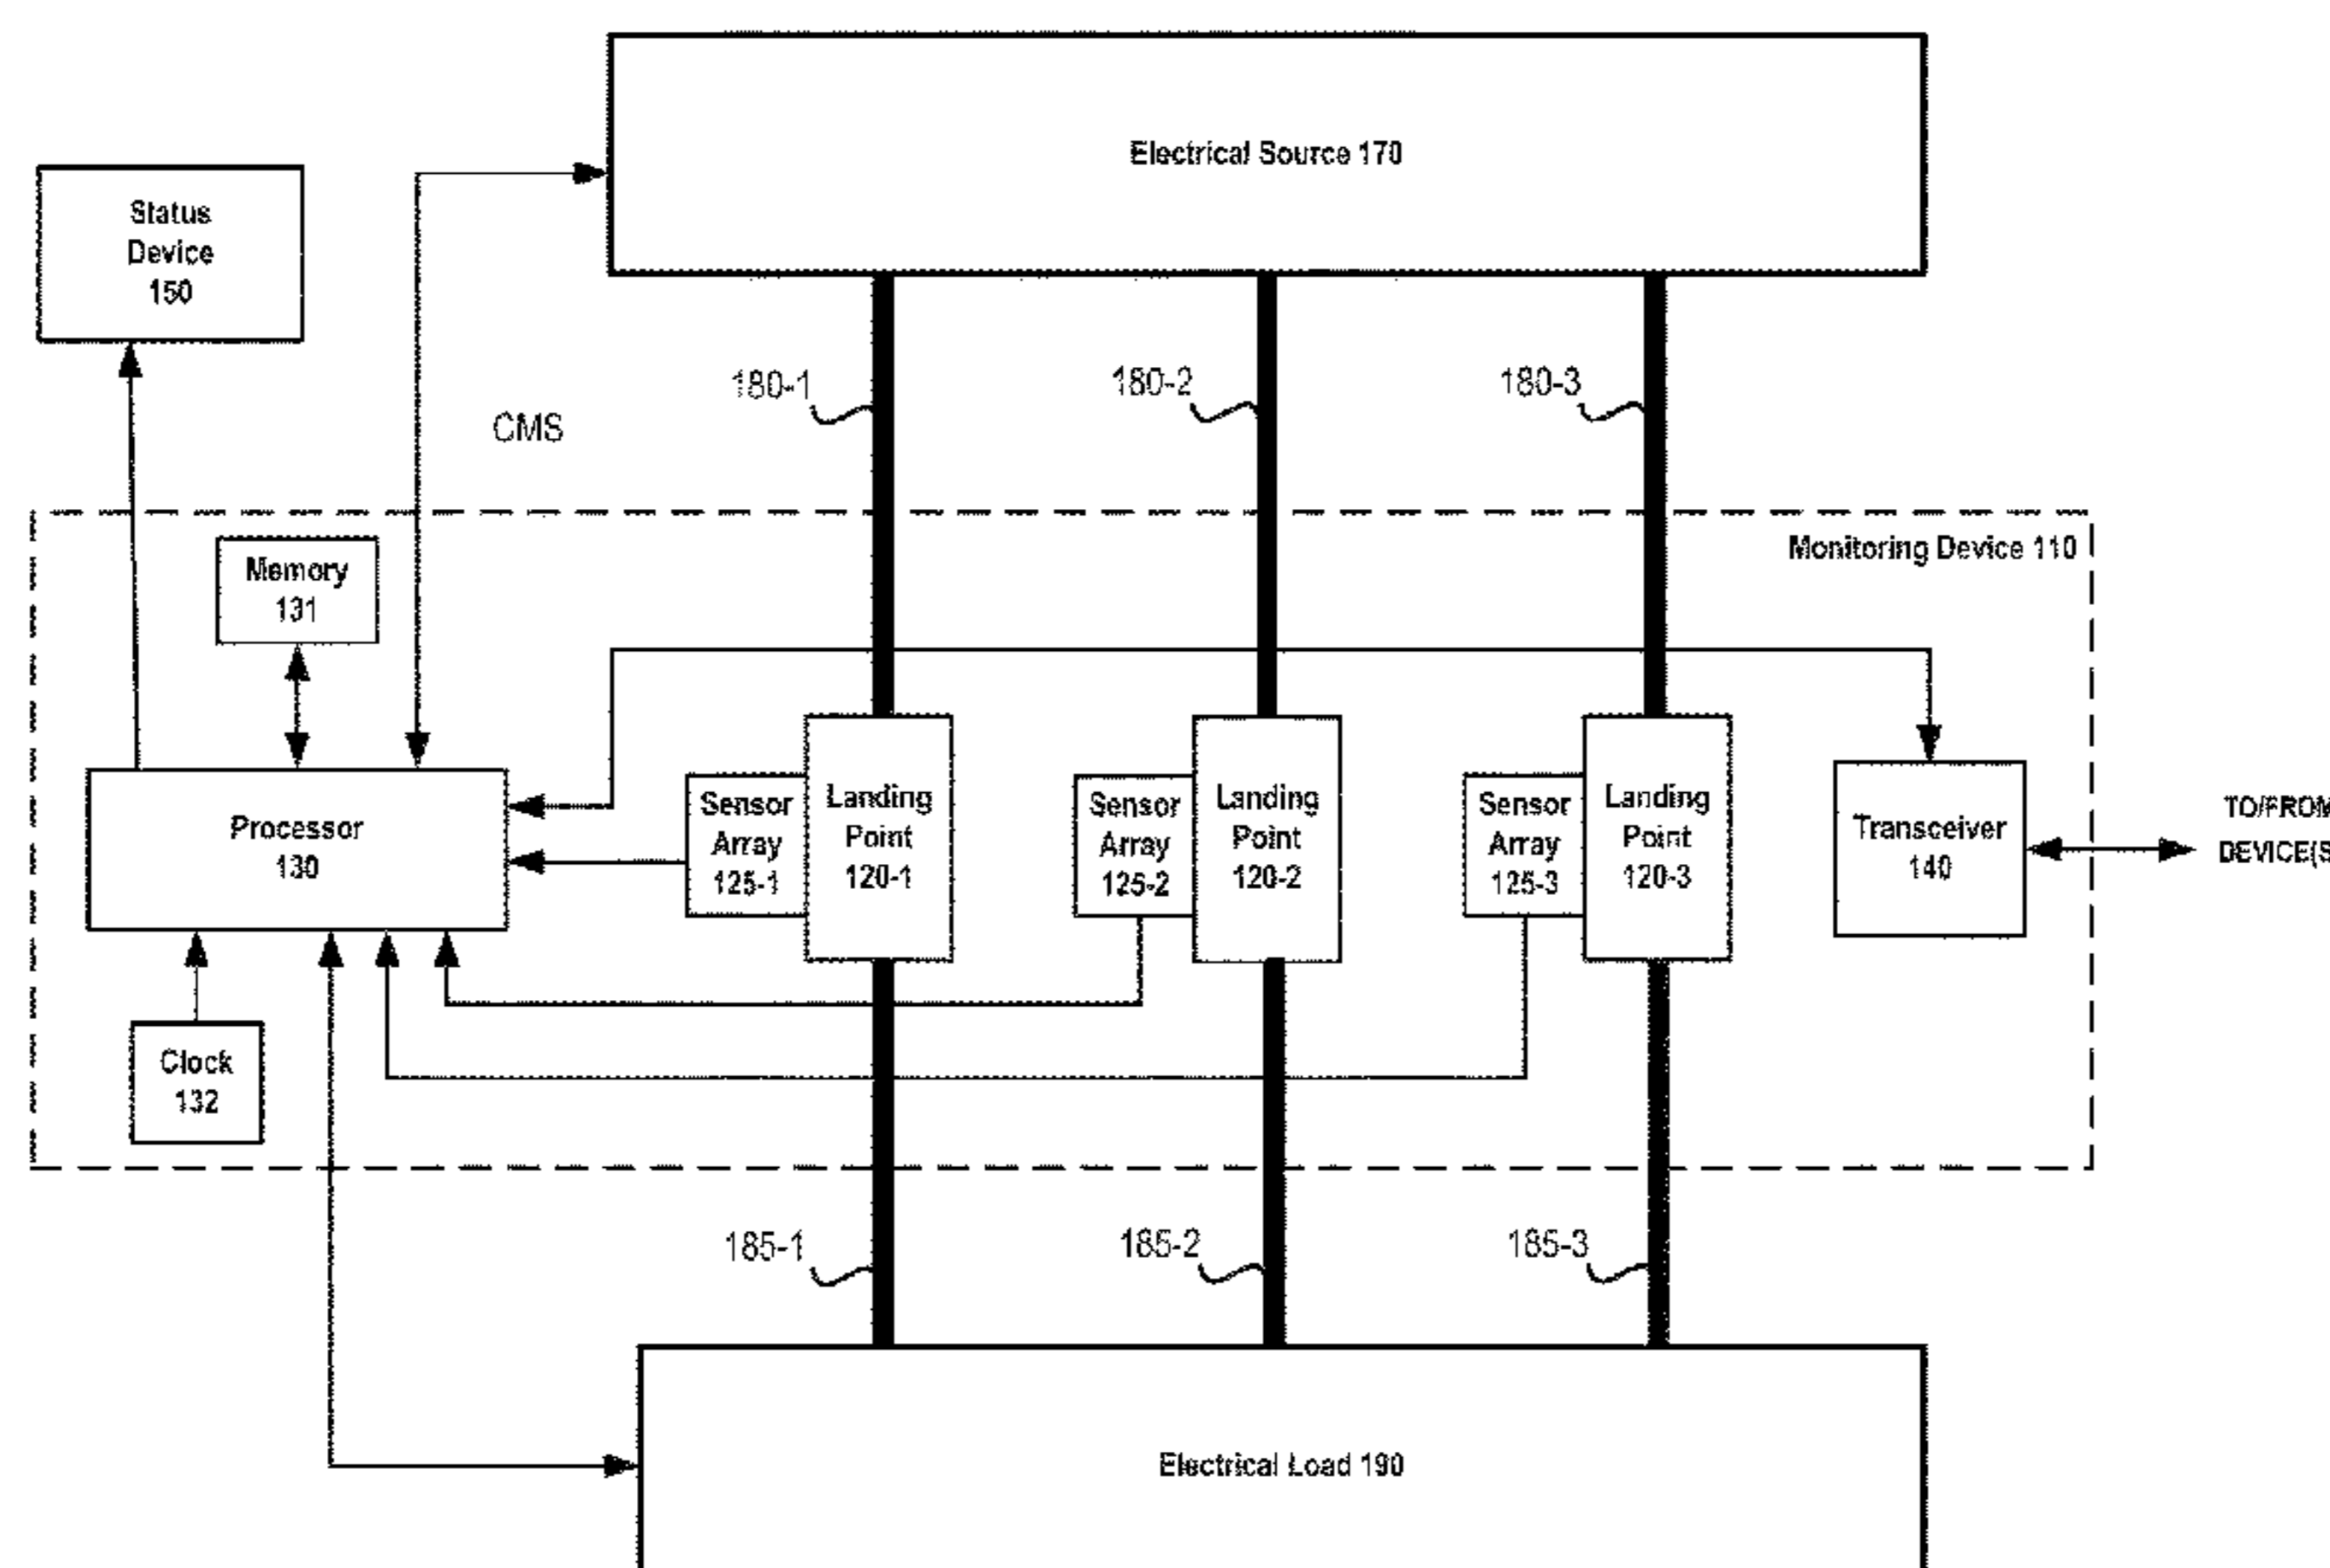 Electrical Source 170
Status
Device
150
180-1
180-2
180-3
CMS
Monitoring Device 110
Memory
131
Processor
130
Sensor
Array
125-1
Landing
Point
120-1
Sensor
Array
125-2
Landing
Point
120-2
Sensor
Array
125-3
Landing
Point
120-3
Transceiver
140
TO/FROM
DEVICE(S
Clock
132
185-1
185-2
185-3
Electrical Load 190